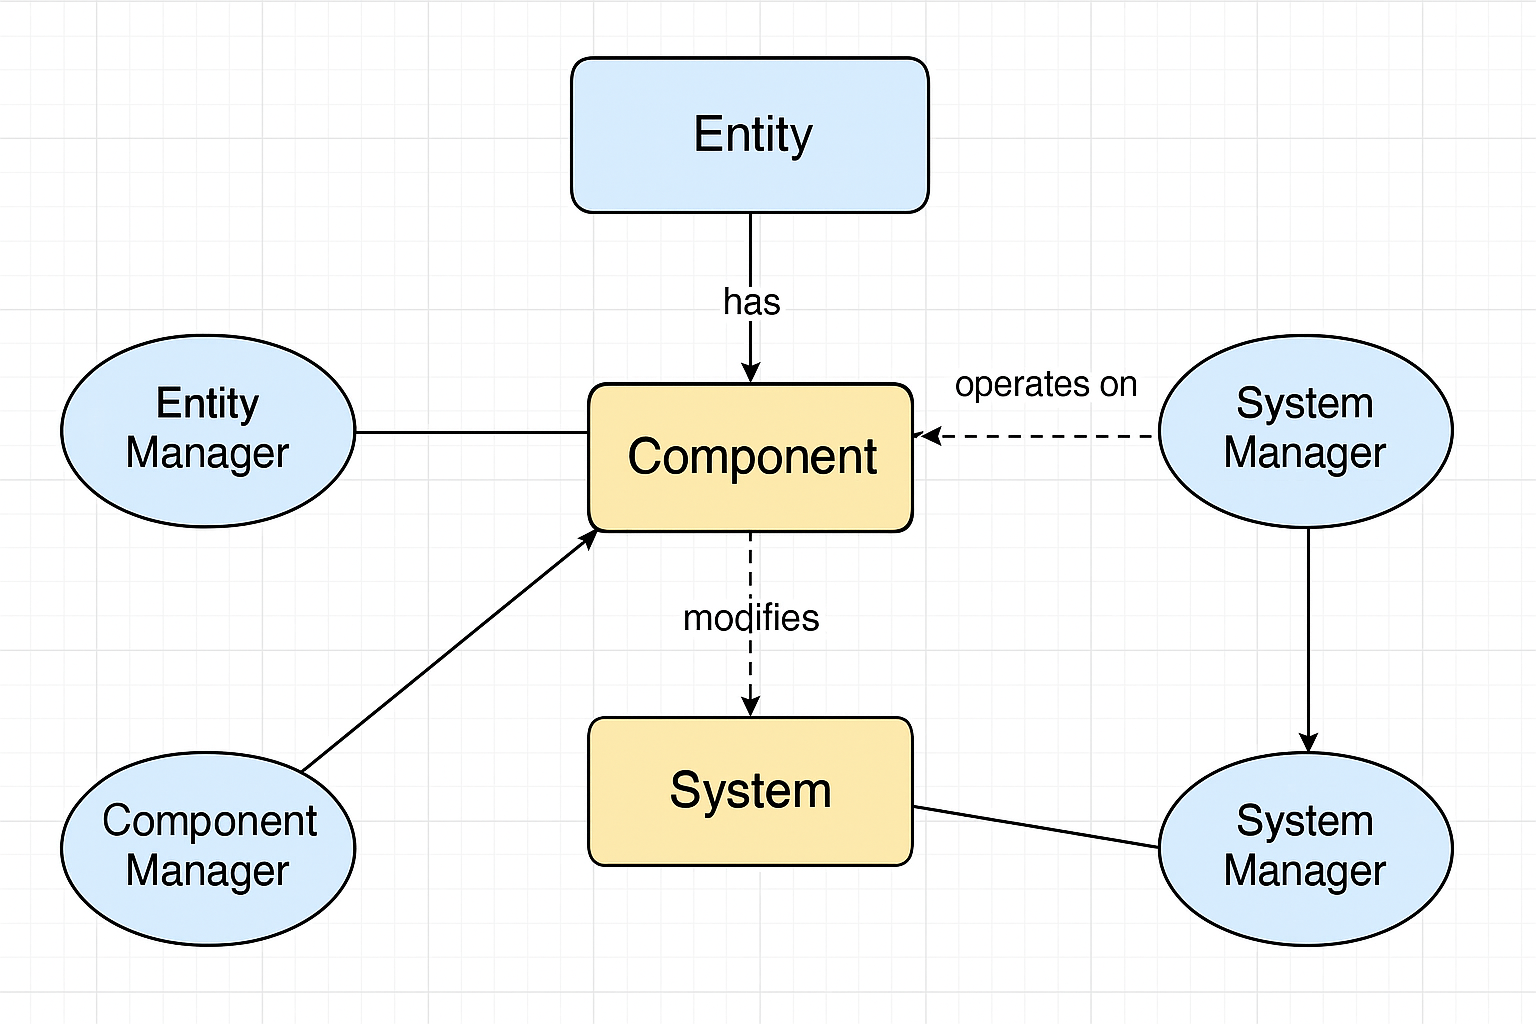 Entity
has
Entity
Manager
Component
operates on
System
Manager
modifies
Component
Manager
System
System
Manager